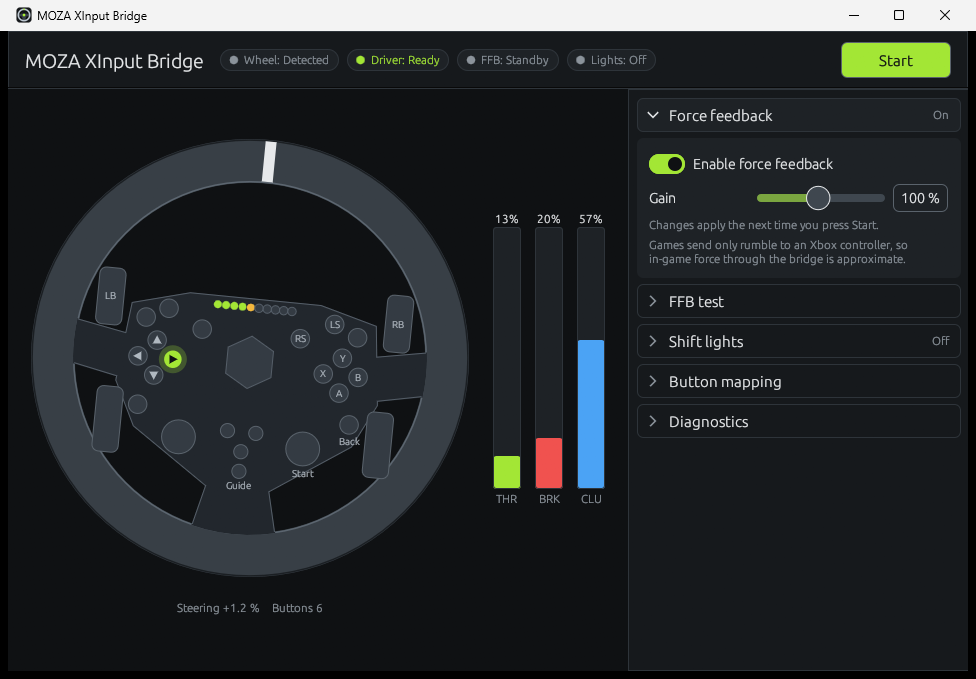 MOZA XInput Bridge
MOZA XInput Bridge
Wheel: Detected
Driver: Ready
FFB: Standby
Lights: Off
Start
LB
RB
LS
RS
Y
X
B
A
Back
Start
Guide
Steering +1.2 %
Buttons 6
13%
20%
57%
THR
BRK
CLU
Force feedback
On
Enable force feedback
Gain
100 %
Changes apply the next time you press Start.
Games send only rumble to an Xbox controller, so
in-game force through the bridge is approximate.
FFB test
Shift lights
Off
Button mapping
Diagnostics